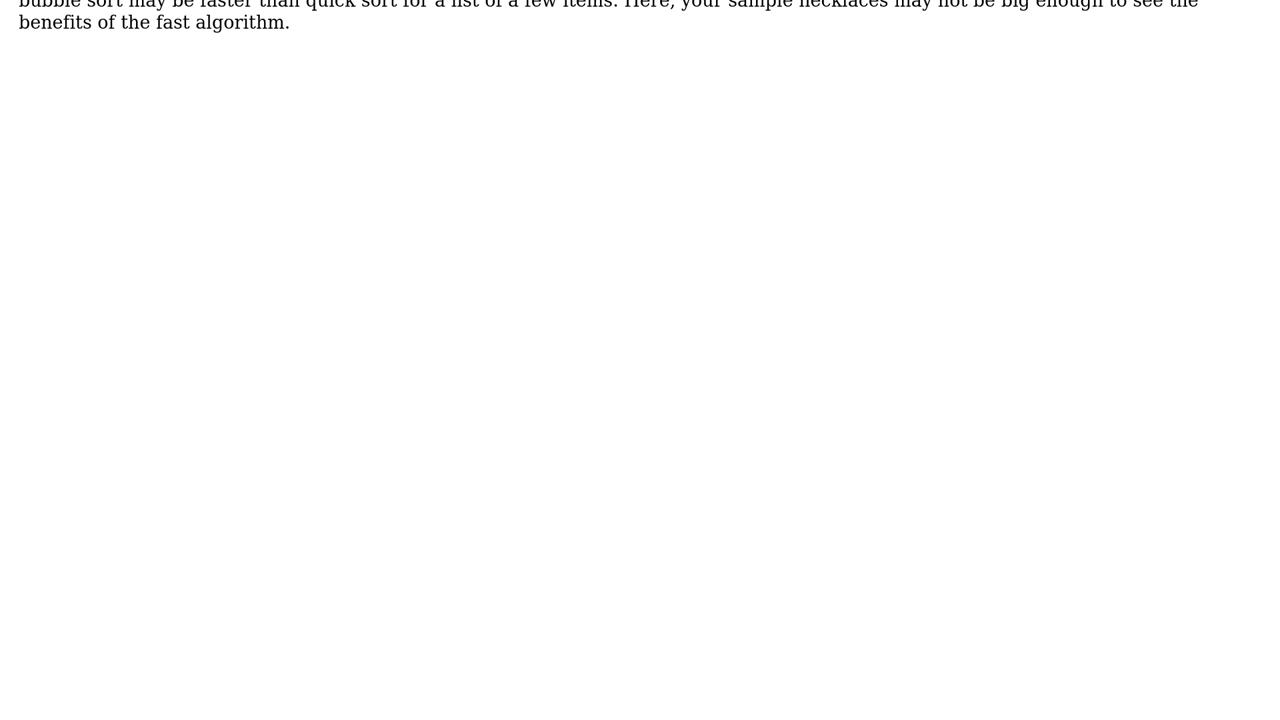 bubble sort may be faster than quick sort for a list of a few items. Here, your sample necklaces may not be big enough to see the
benefits of the fast algorithm.